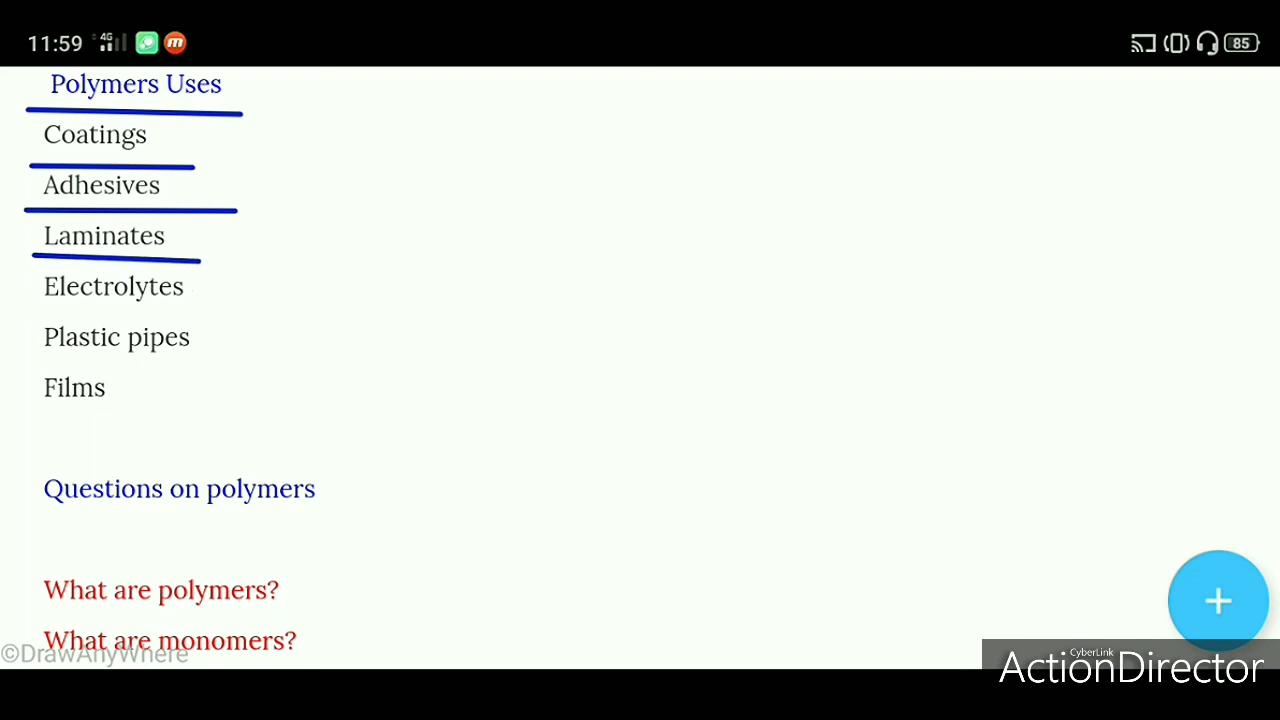 11:59 4G 85
Polymers Uses
Coatings
Adhesives
Laminates
Electrolytes
Plastic pipes
Films
Questions on polymers
What are polymers?
What are monomers?
©DrawAnyWhere
CyberLink
ActionDirector